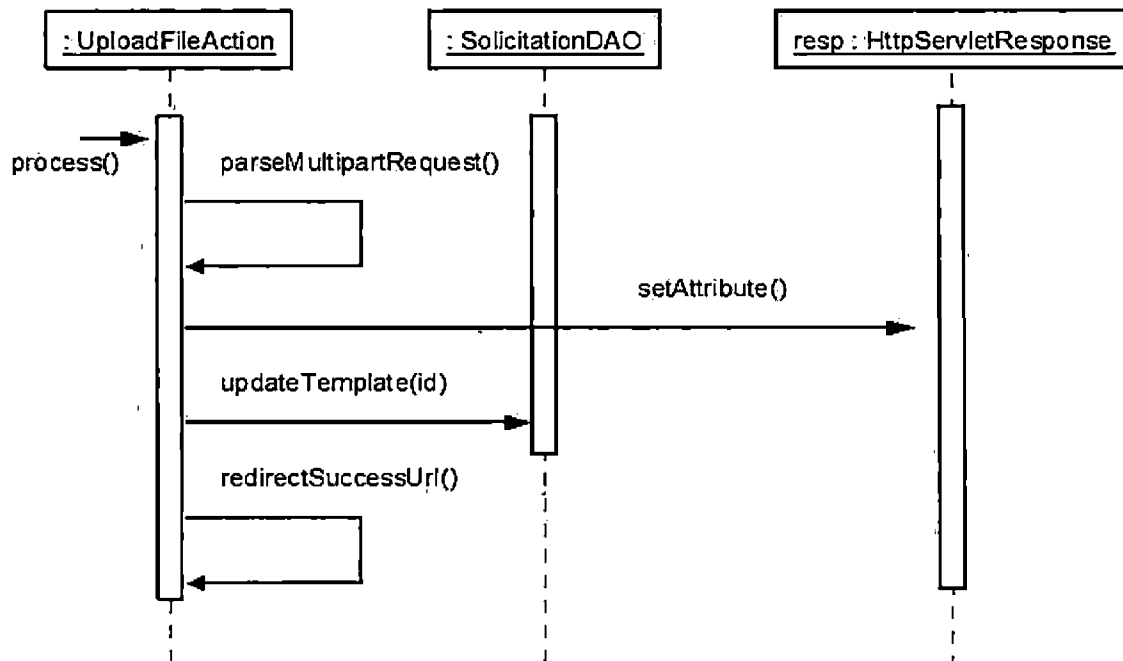 : UploadFileAction
: SolicitationDAO
resp : HttpServletResponse
process()
parseMultipartRequest()
setAttribute()
updateTemplate(id)
redirectSuccessUrl()